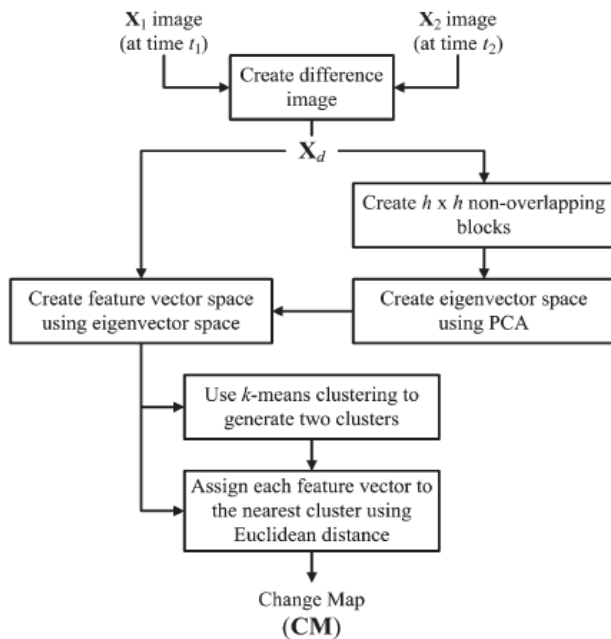 X₁ image
(at time t₁)
X₂ image
(at time t₂)
Create difference
image
X_d
Create h x h non-overlapping
blocks
Create feature vector space
using eigenvector space
Create eigenvector space
using PCA
Use k-means clustering to
generate two clusters
Assign each feature vector to
the nearest cluster using
Euclidean distance
Change Map
(CM)